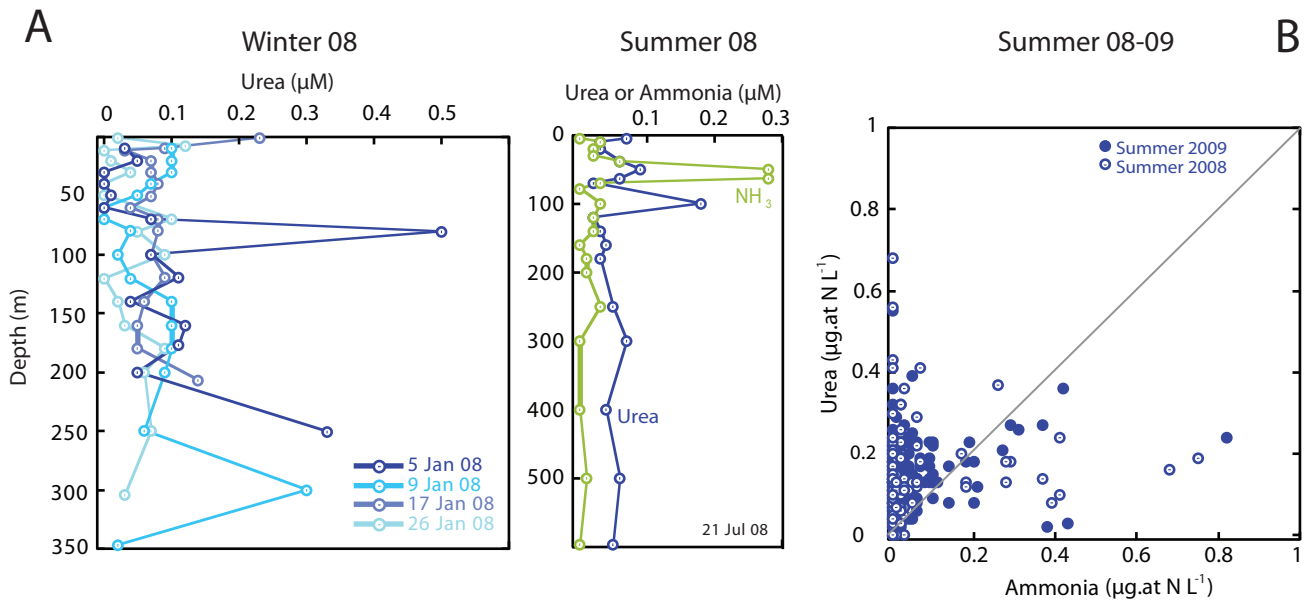 A
Winter 08
Urea (µM)
0 0.1 0.2 0.3 0.4 0.5
Depth (m)
50
100
150
200
250
300
350
5 Jan 08
9 Jan 08
17 Jan 08
26 Jan 08
Summer 08
Urea or Ammonia (µM)
0.1 0.2 0.3
0
100
200
300
400
500
NH3
Urea
21 Jul 08
Summer 08-09
B
Urea (µg.at N L⁻¹)
1
0.8
0.6
0.4
0.2
0
Summer 2009
Summer 2008
0 0.2 0.4 0.6 0.8 1
Ammonia (µg.at N L⁻¹)